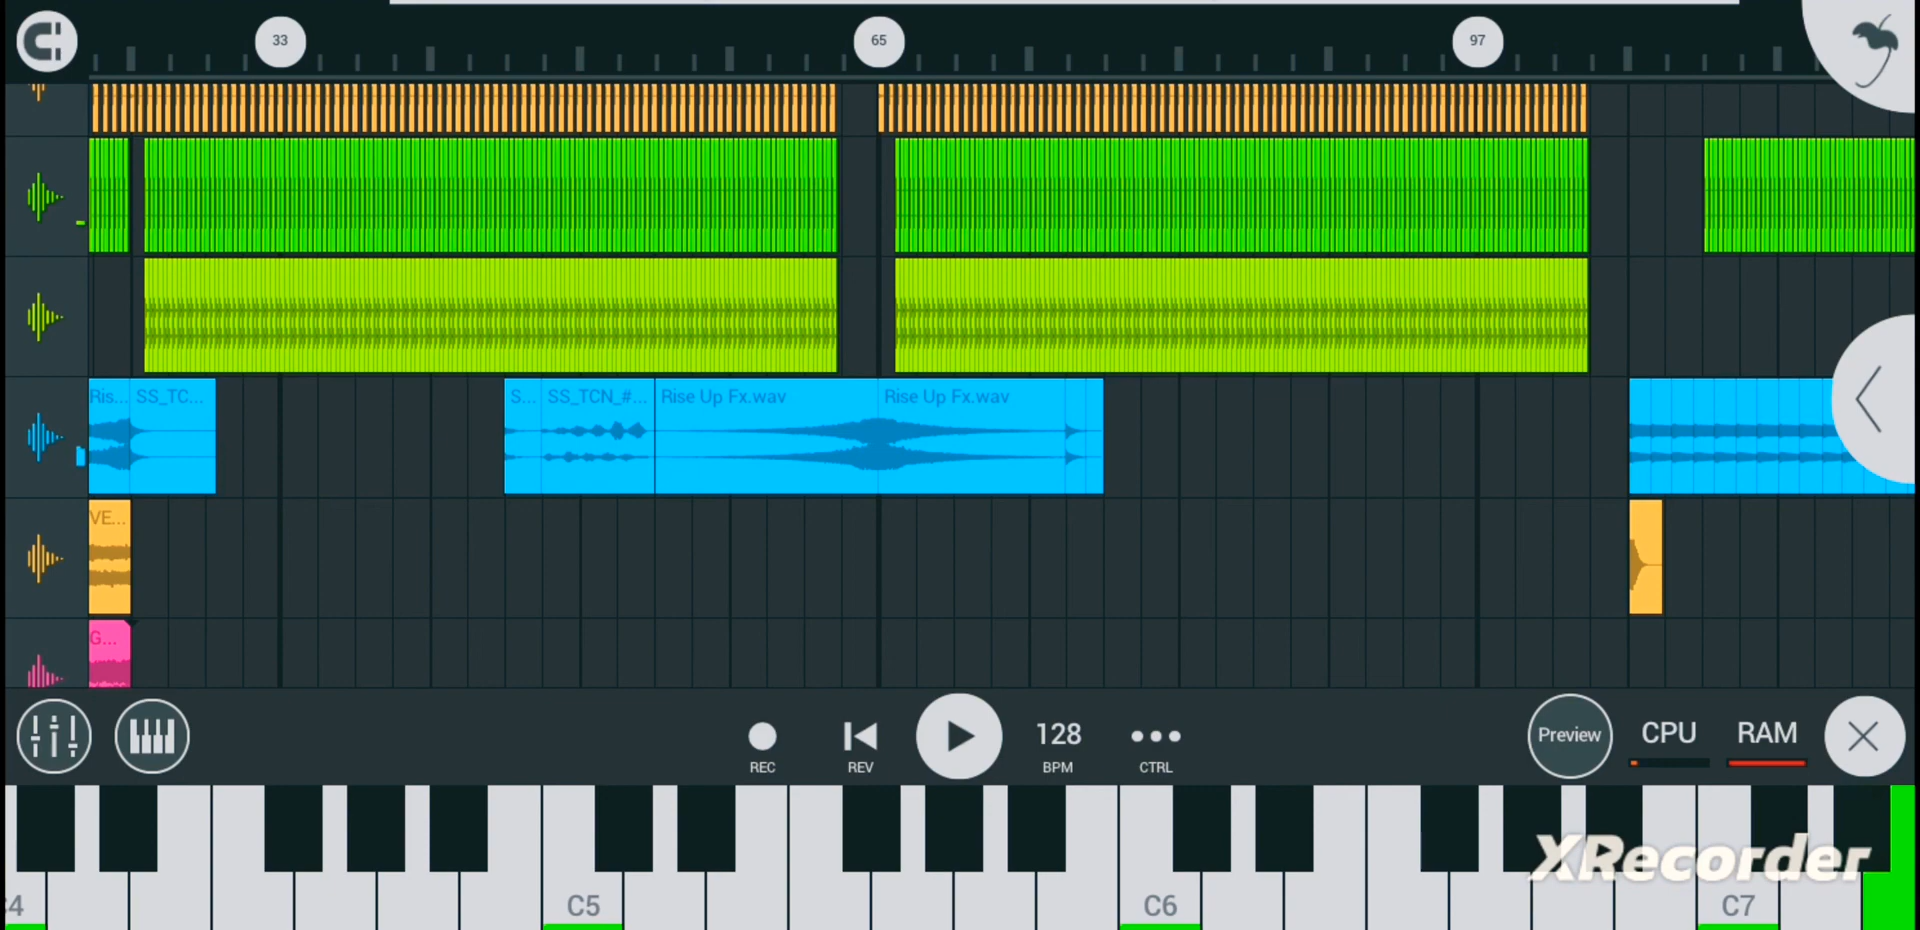 33
65
97
Ris...
SS_TC...
S...
SS_TCN_#...
Rise Up Fx.wav
Rise Up Fx.wav
VE...
G...
REC
REV
128
BPM
CTRL
Preview
CPU
RAM
XRecorder
4
C5
C6
C7